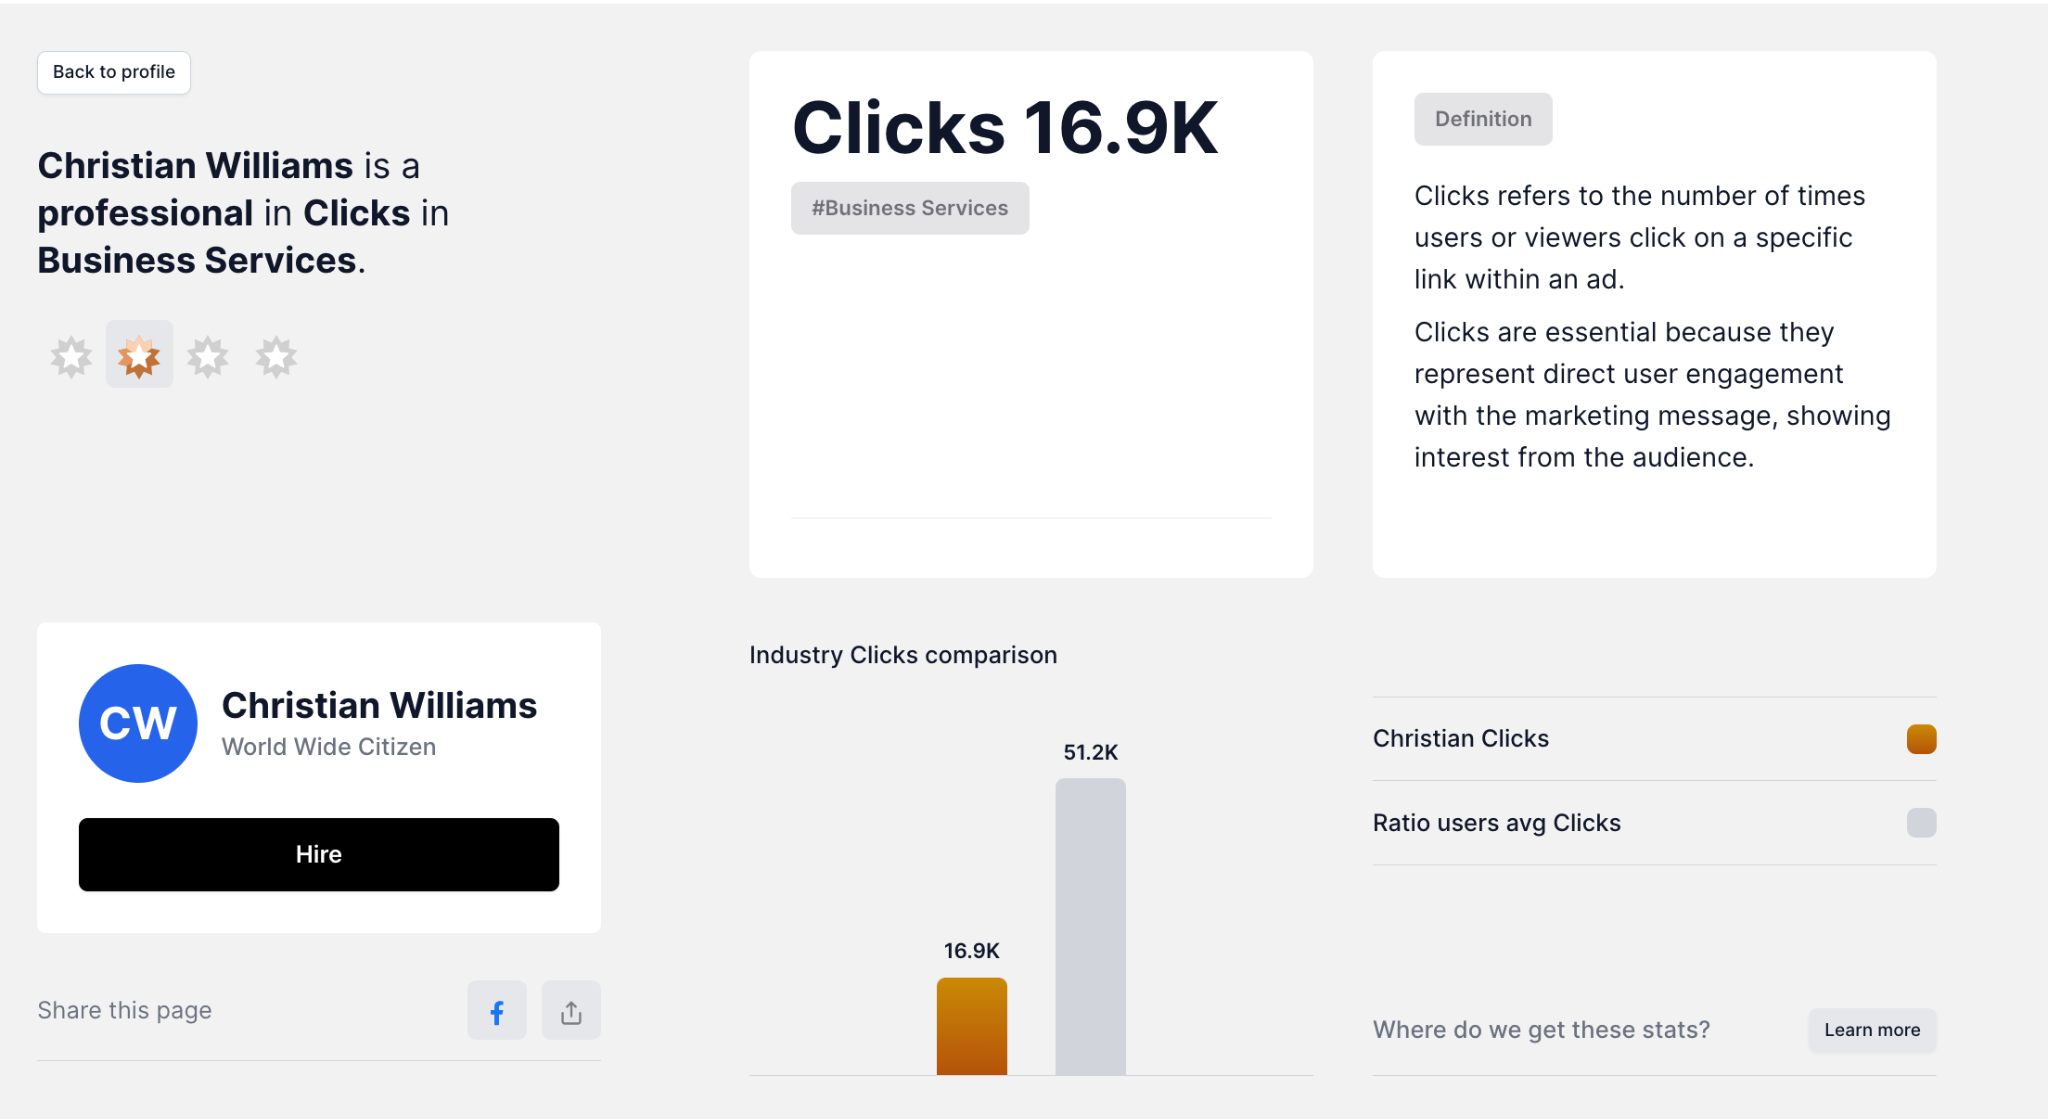 Back to profile
Christian Williams is a
professional in Clicks in
Business Services.
Clicks 16.9K
#Business Services
Definition
Clicks refers to the number of times
users or viewers click on a specific
link within an ad.
Clicks are essential because they
represent direct user engagement
with the marketing message, showing
interest from the audience.
CW
Christian Williams
World Wide Citizen
Hire
Share this page
Industry Clicks comparison
51.2K
16.9K
Christian Clicks
Ratio users avg Clicks
Where do we get these stats?
Learn more